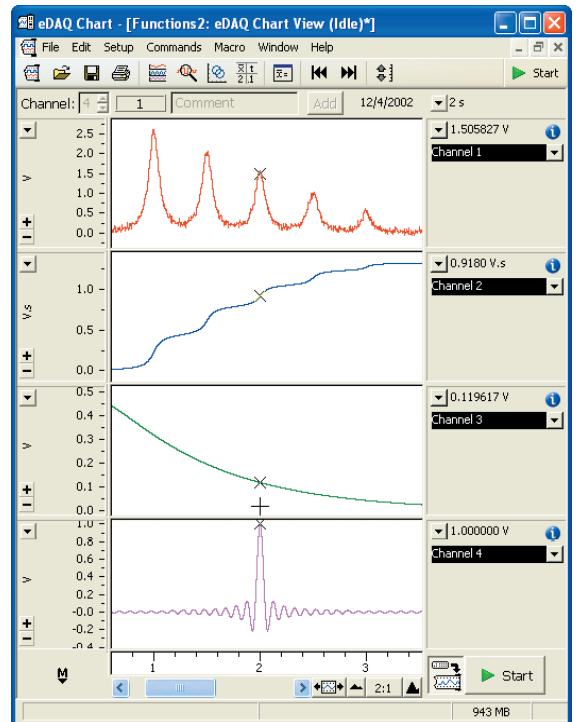 eDAQ Chart - [Functions2: eDAQ Chart View (Idle)*]
File Edit Setup Commands Macro Window Help
Start
Channel: 4 1 Comment Add 12/4/2002 2 s
2.5
2.0
1.5
1.0
0.5
0.0
V
1.505827 V
Channel 1
1.0
0.5
0.0
V.s
0.9180 V.s
Channel 2
0.5
0.4
0.3
0.2
0.1
0.0
V
0.119617 V
Channel 3
1.0
0.8
0.6
0.4
0.2
-0.0
-0.2
-0.4
V
1.000000 V
Channel 4
1 2 3
M
2:1
Start
943 MB